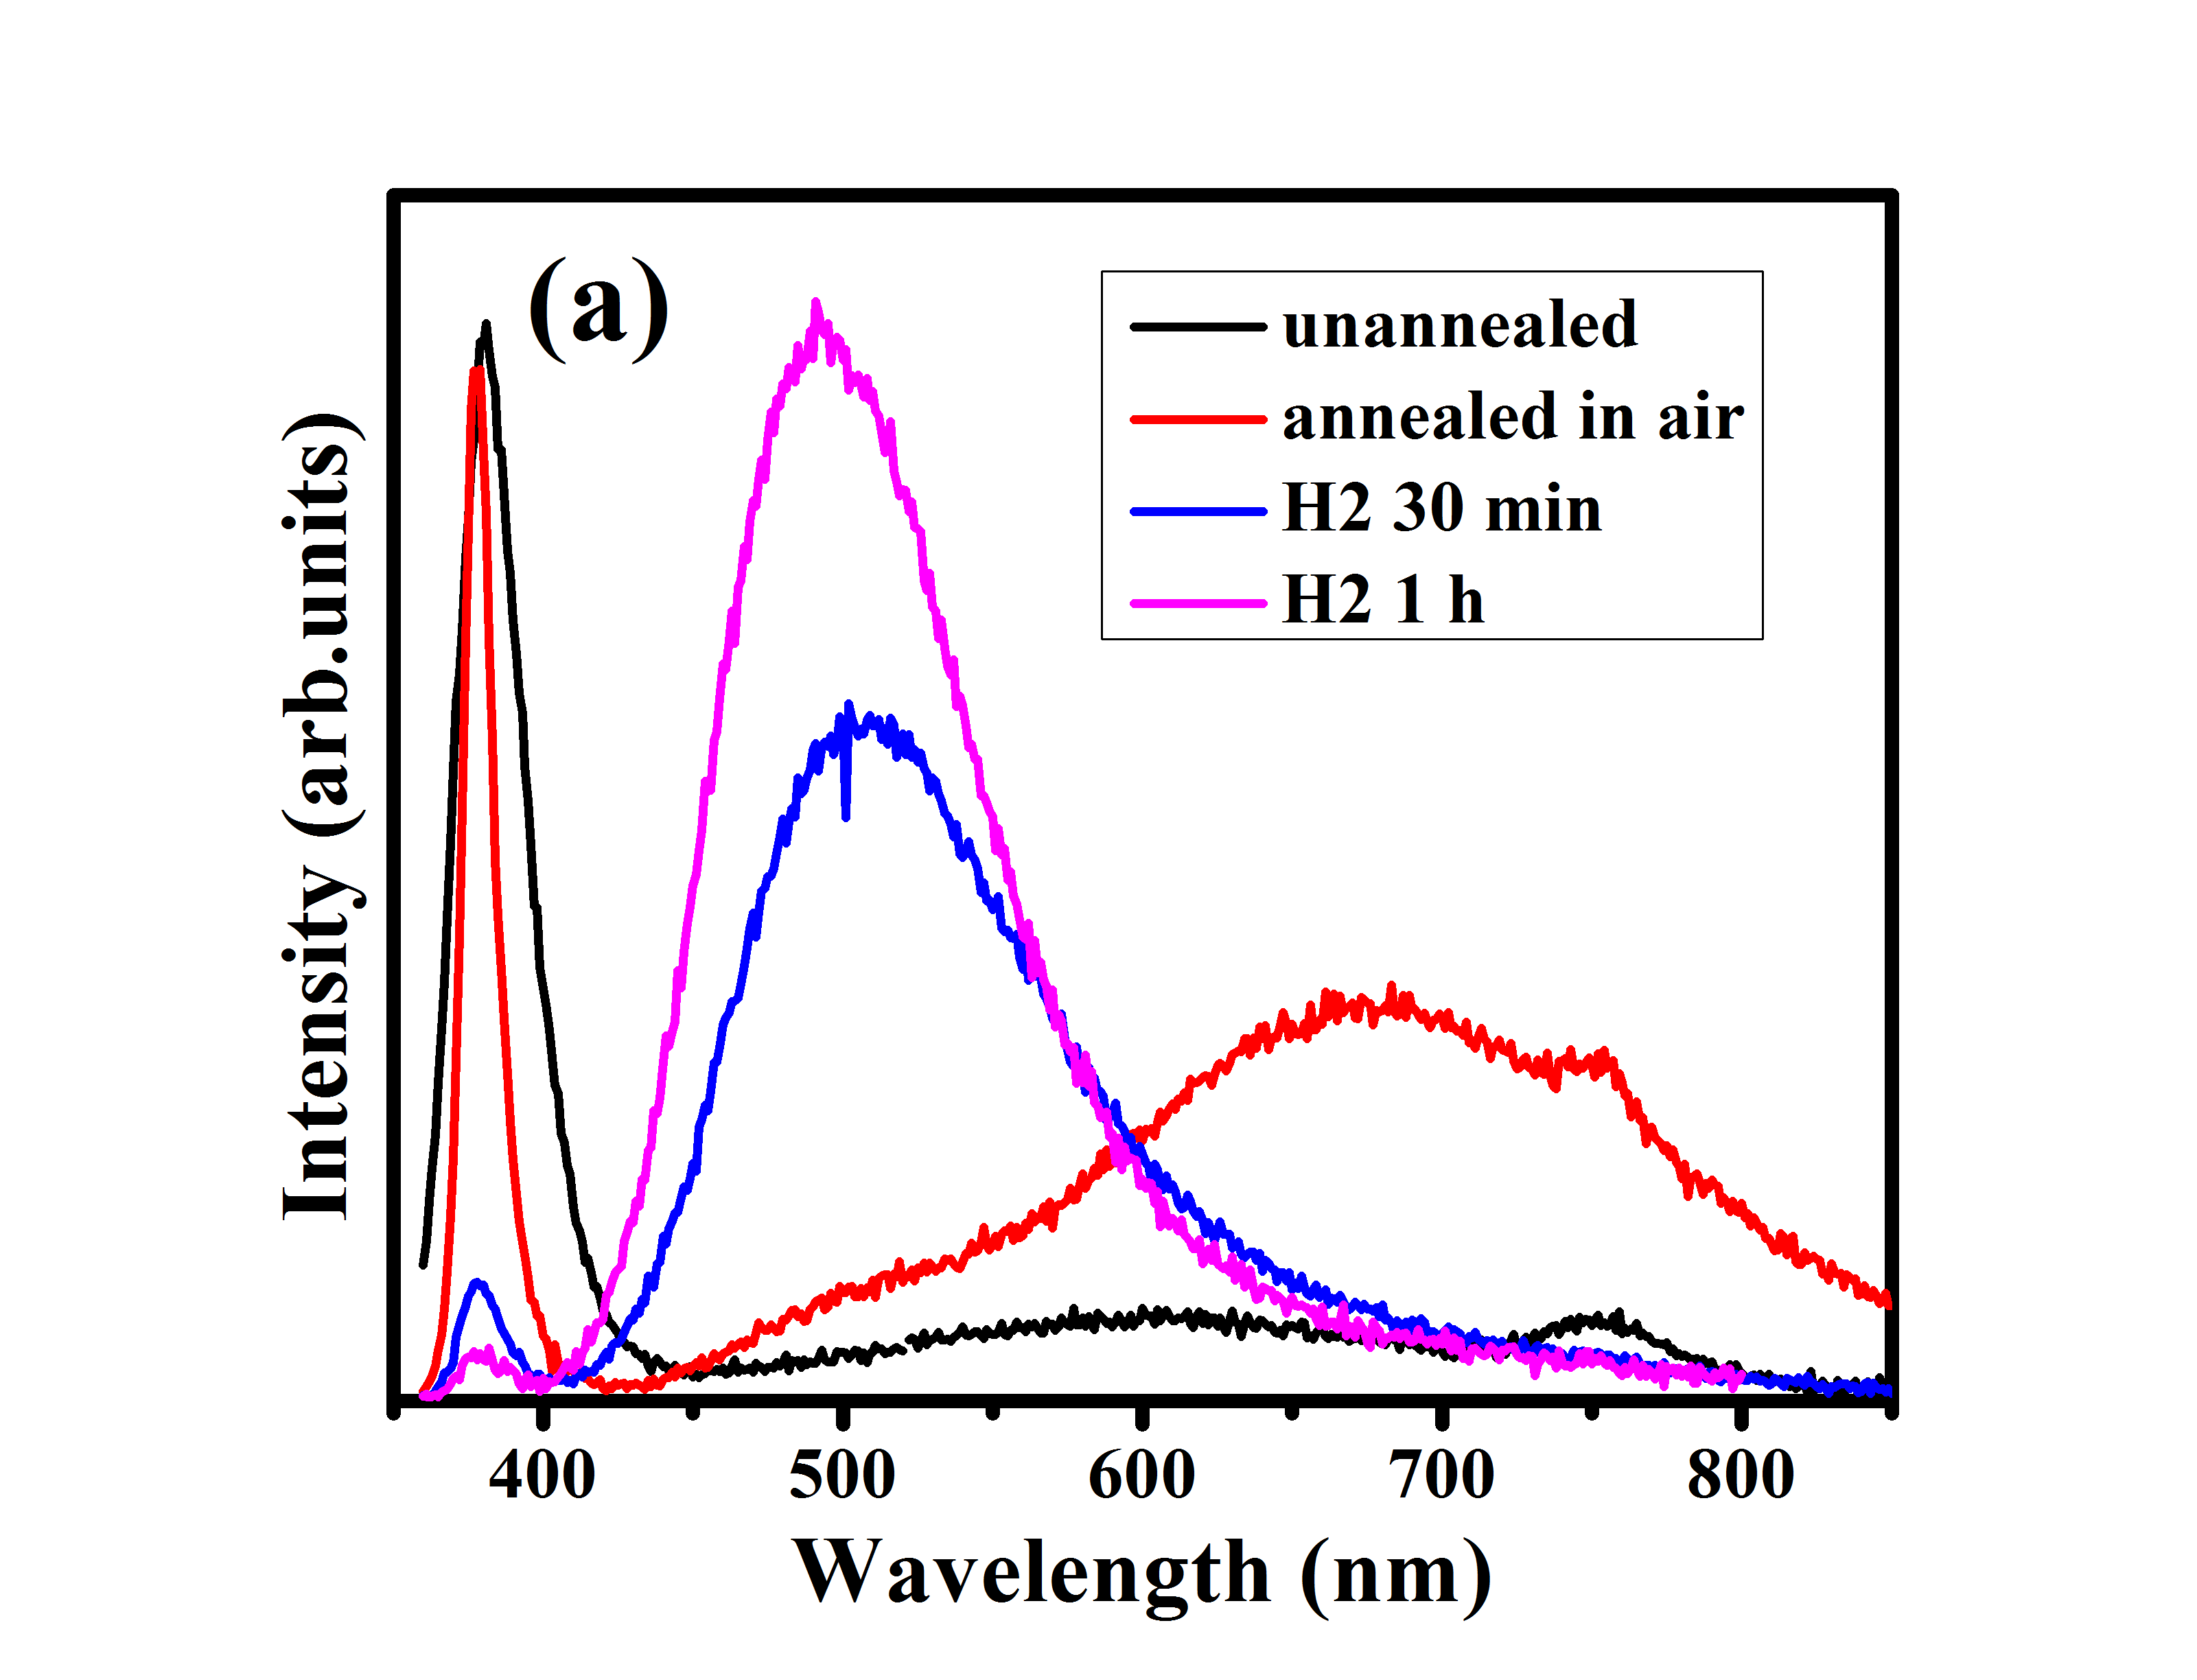 (a)
unannealed
annealed in air
H2 30 min
H2 1 h
Intensity (arb.units)
400 500 600 700 800
Wavelength (nm)